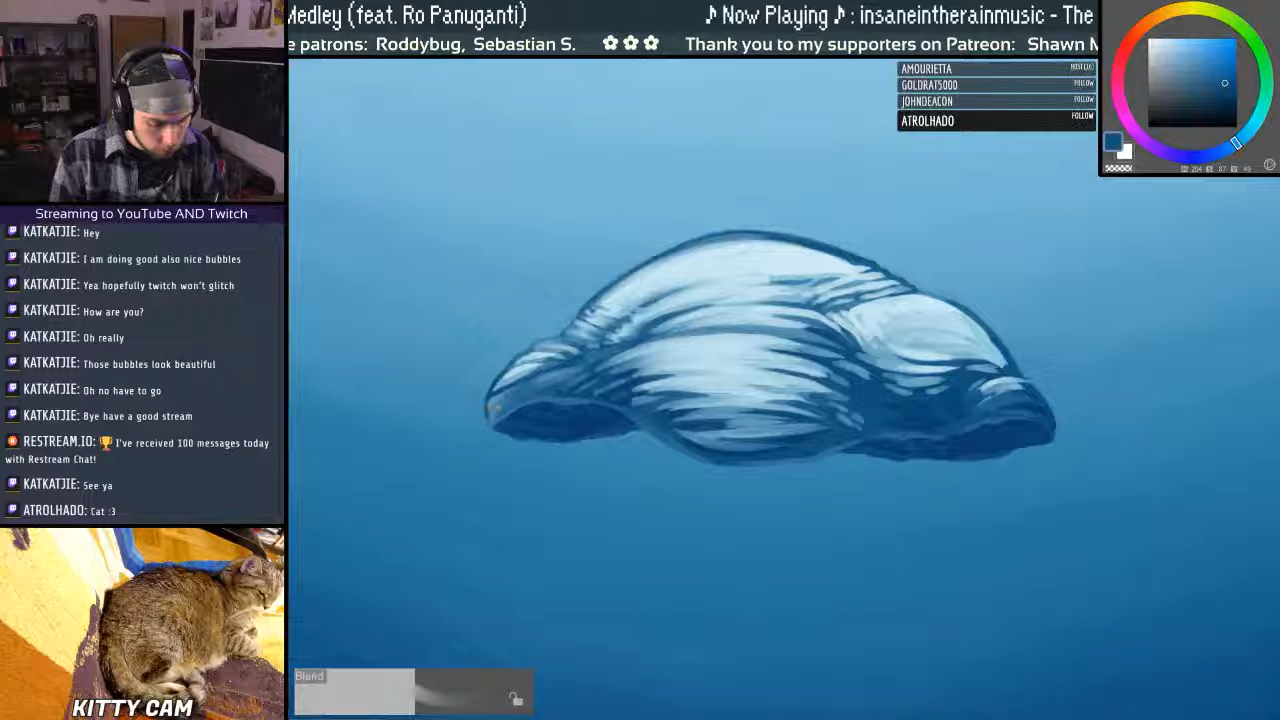 Medley (feat. Ro Panuganti)
♪ Now Playing ♪ : insaneintherainmusic - The
e patrons: Roddybug, Sebastian S. ✿ ✿ ✿ Thank you to my supporters on Patreon: Shawn M
AMOURIETTA
GOLDRAT5000 FOLLOW
JOHNDEACON FOLLOW
ATROLHADO FOLLOW
Streaming to YouTube AND Twitch
KATKATJIE: Hey
KATKATJIE: I am doing good also nice bubbles
KATKATJIE: Yea hopefully twitch won't glitch
KATKATJIE: How are you?
KATKATJIE: Oh really
KATKATJIE: Those bubbles look beautiful
KATKATJIE: Oh no have to go
KATKATJIE: Bye have a good stream
RESTREAM.IO: 🏆 I've received 100 messages today
with Restream Chat!
KATKATJIE: See ya
ATROLHADO: Cat :3
KITTY CAM
Blend